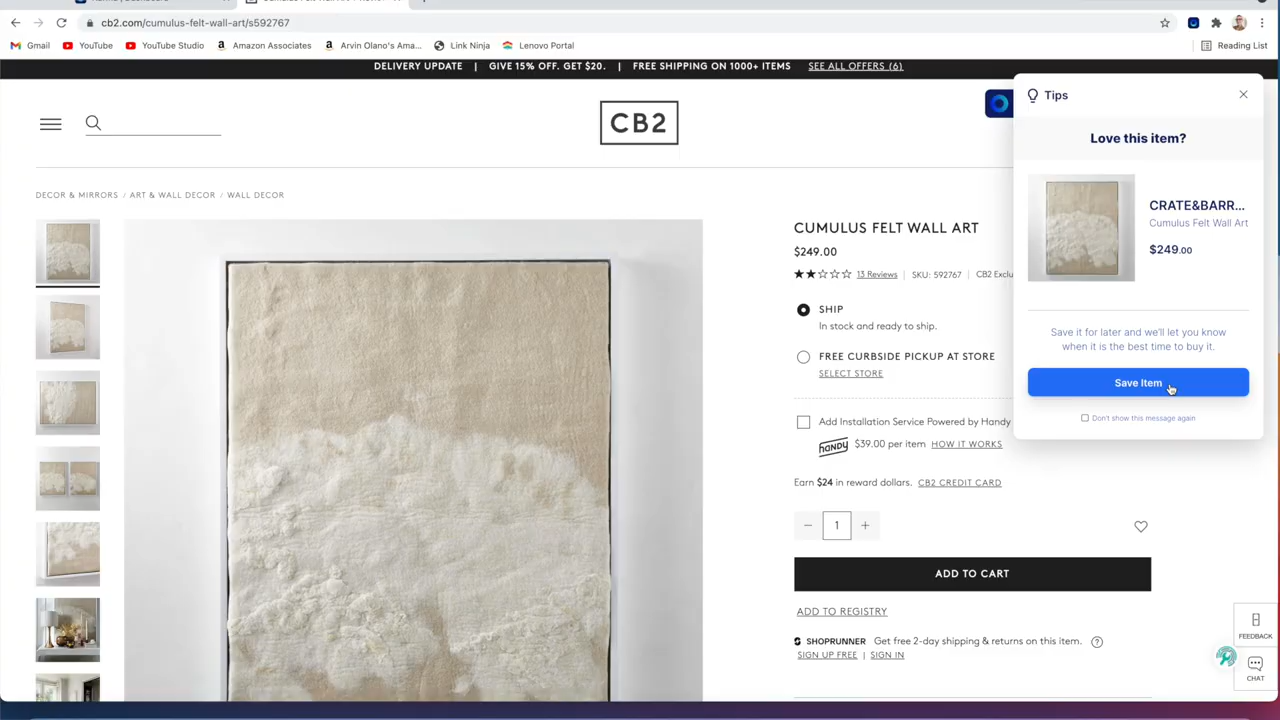 cb2.com/cumulus-felt-wall-art/s592767
Gmail
YouTube
YouTube Studio
Amazon Associates
Arvin Olano's Ama...
Link Ninja
Lenovo Portal
Reading List
DELIVERY UPDATE | GIVE 15% OFF. GET $20. | FREE SHIPPING ON 1000+ ITEMS SEE ALL OFFERS (6)
Tips
CB2
Love this item?
DECOR & MIRRORS / ART & WALL DECOR / WALL DECOR
CRATE&BARR...
Cumulus Felt Wall Art
$249.00
CUMULUS FELT WALL ART
$249.00
13 Reviews | SKU: 592767 | CB2 Exclu
SHIP
In stock and ready to ship.
Save it for later and we'll let you know
when it is the best time to buy it.
FREE CURBSIDE PICKUP AT STORE
SELECT STORE
Save Item
Don't show this message again
Add Installation Service Powered by Handy
HANDY $39.00 per item HOW IT WORKS
Earn $24 in reward dollars. CB2 CREDIT CARD
1
ADD TO CART
ADD TO REGISTRY
SHOPRUNNER Get free 2-day shipping & returns on this item.
SIGN UP FREE | SIGN IN
FEEDBACK
CHAT